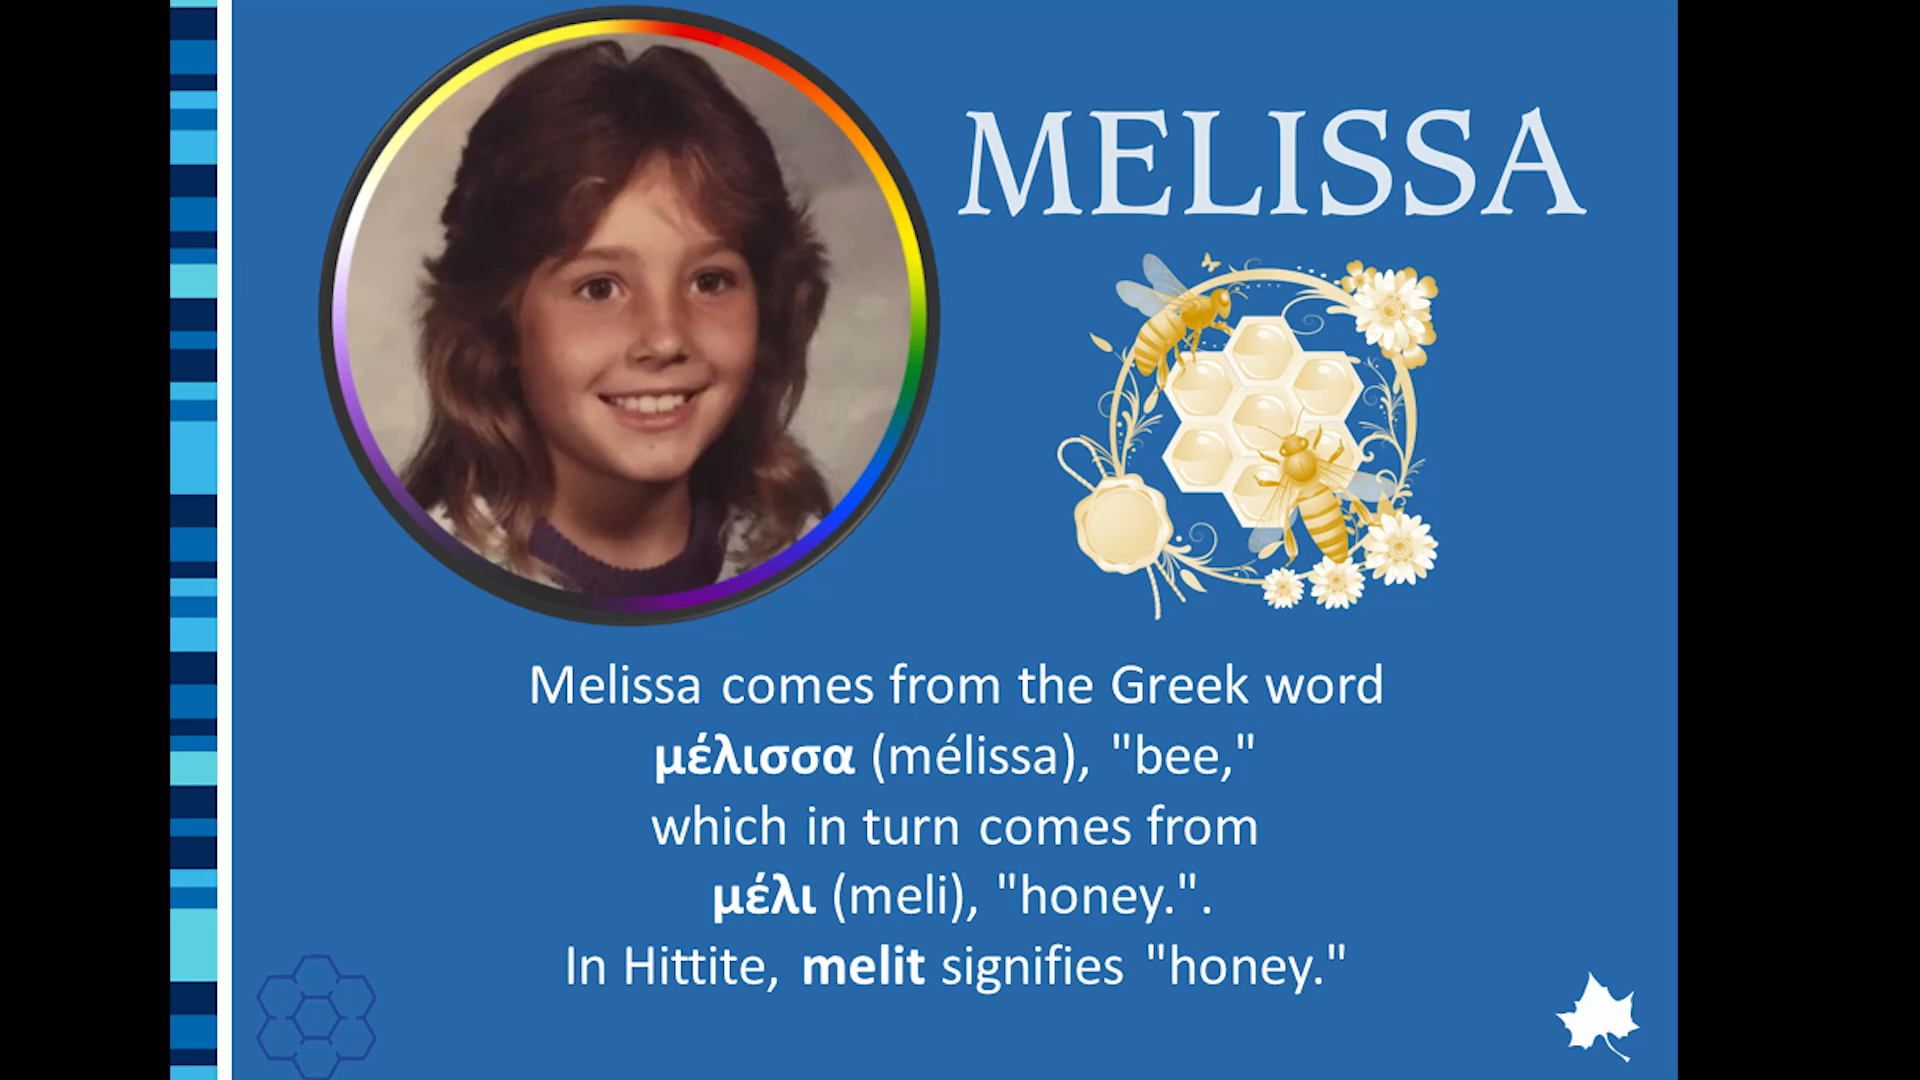 MELISSA
Melissa comes from the Greek word
μέλισσα (mélissa), "bee,"
which in turn comes from
μέλι (meli), "honey.".
In Hittite, melit signifies "honey."